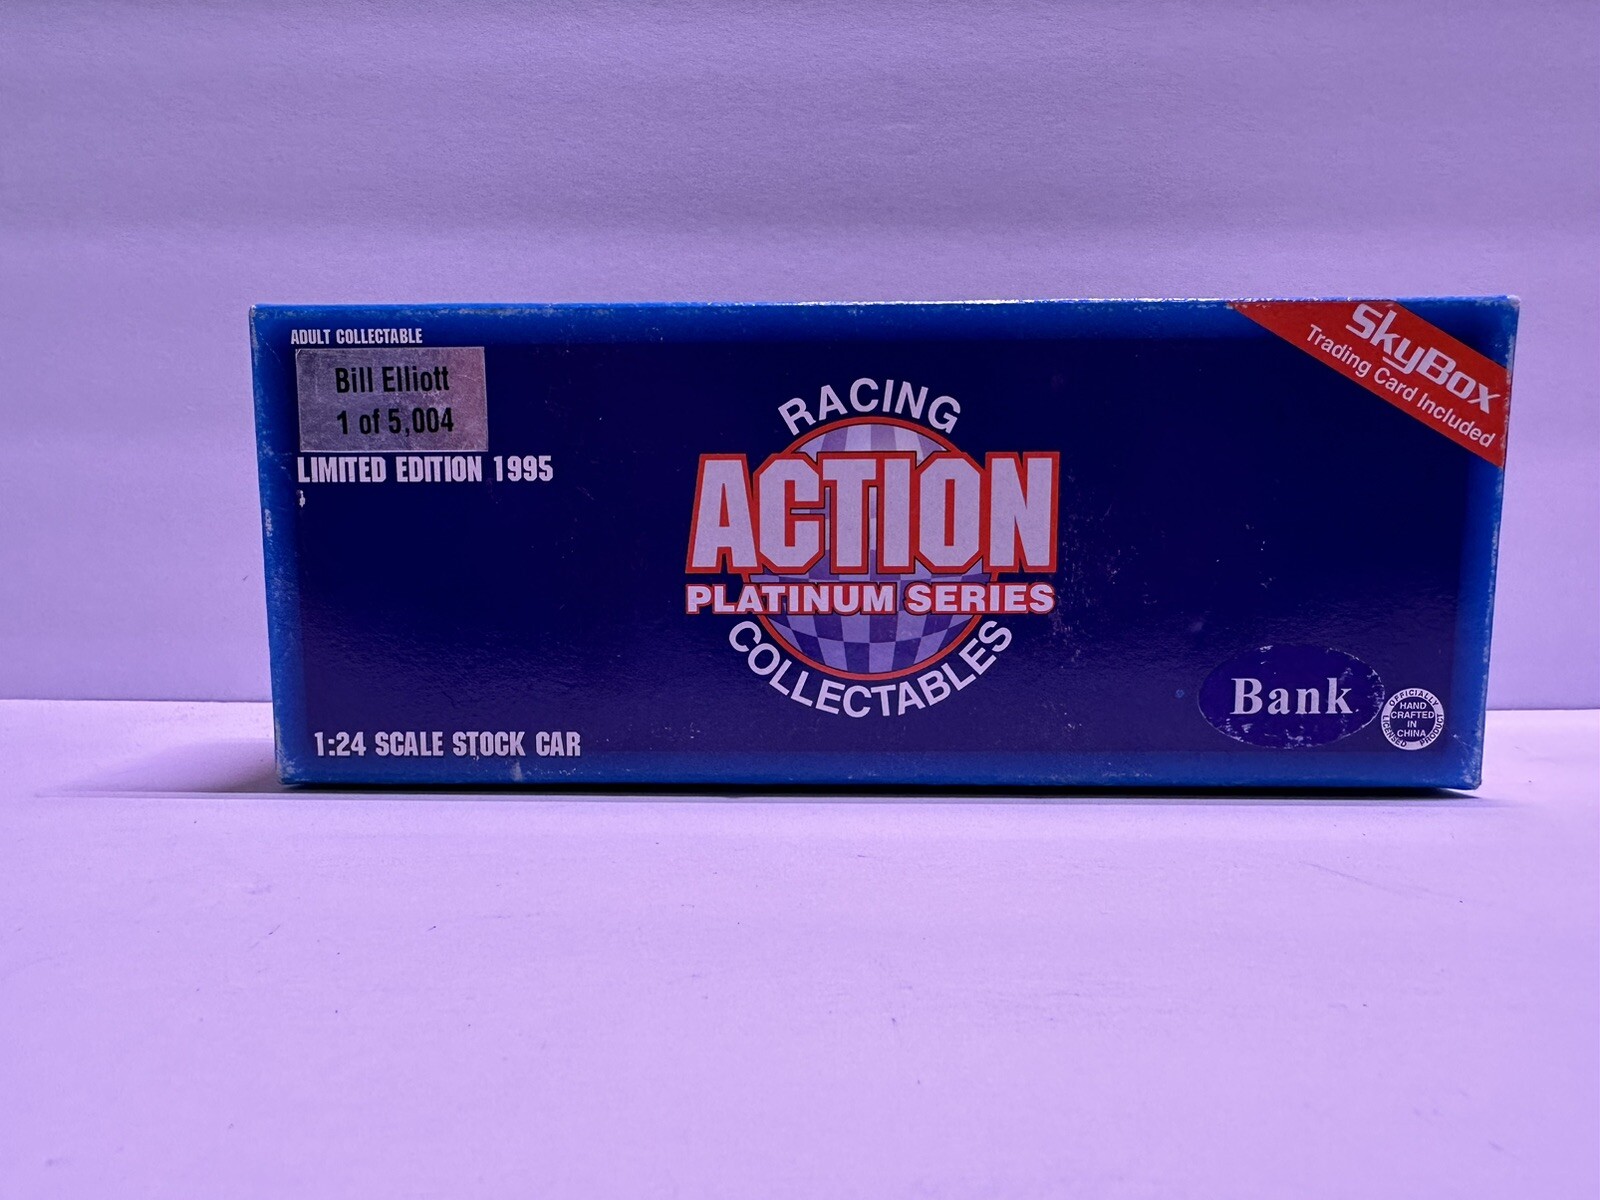 ADULT COLLECTABLE
Bill Elliott
1 of 5,004
LIMITED EDITION 1995
SkyBox
Trading Card Included
RACING
ACTION
PLATINUM SERIES
COLLECTABLES
1:24 SCALE STOCK CAR
Bank
OFFICIALLY
HAND
CRAFTED
IN
CHINA
LICENSED PRODUCT